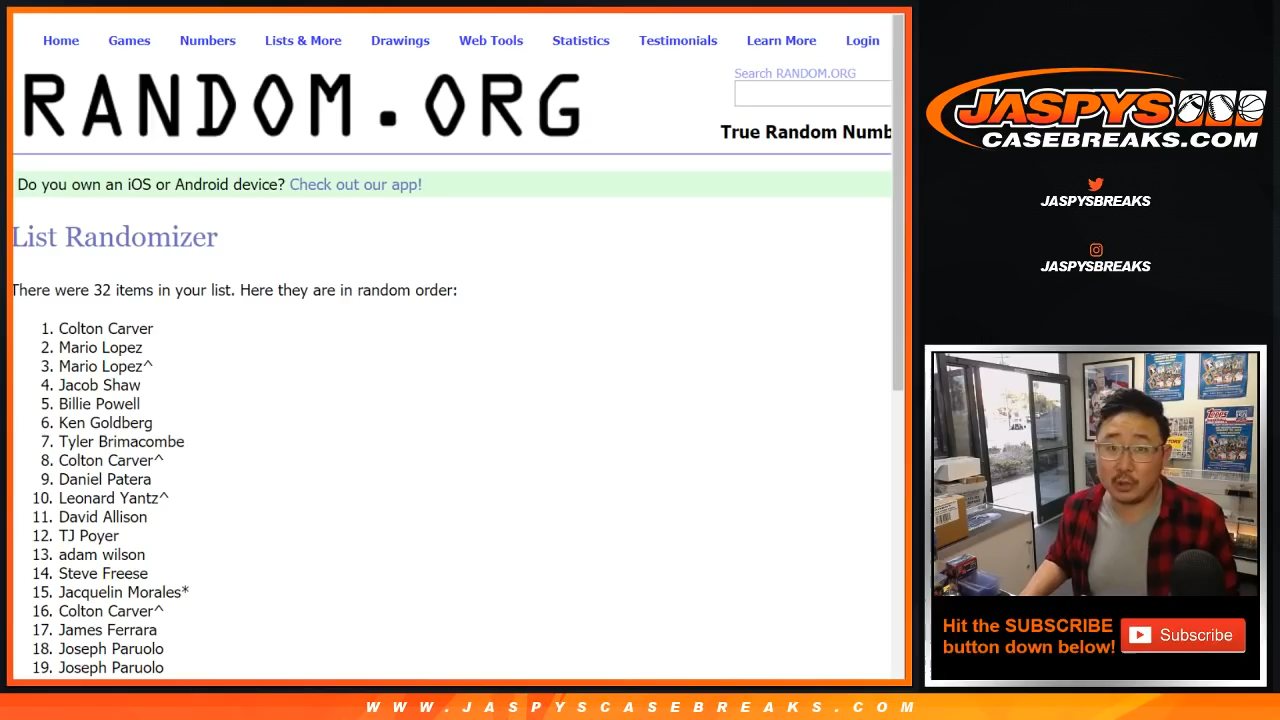 Home Games Numbers Lists & More Drawings Web Tools Statistics Testimonials Learn More Login
RANDOM.ORG
Search RANDOM.ORG
True Random Numb
Do you own an iOS or Android device? Check out our app!
List Randomizer
There were 32 items in your list. Here they are in random order:
1. Colton Carver
2. Mario Lopez
3. Mario Lopez^
4. Jacob Shaw
5. Billie Powell
6. Ken Goldberg
7. Tyler Brimacombe
8. Colton Carver^
9. Daniel Patera
10. Leonard Yantz^
11. David Allison
12. TJ Poyer
13. adam wilson
14. Steve Freese
15. Jacquelin Morales*
16. Colton Carver^
17. James Ferrara
18. Joseph Paruolo
19. Joseph Paruolo
JASPYS
CASEBREAKS.COM
JASPYSBREAKS
JASPYSBREAKS
Topps
Hit the SUBSCRIBE
button down below!
Subscribe
WWW.JASPYSCASEBREAKS.COM